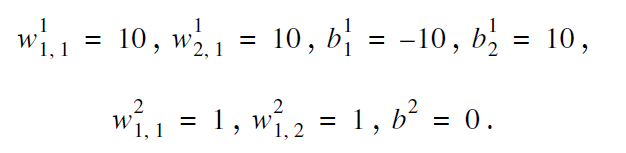 $w^1_{1,1} = 10, w^1_{2,1} = 10, b^1_1 = -10, b^1_2 = 10,$
$w^2_{1,1} = 1, w^2_{1,2} = 1, b^2 = 0.$